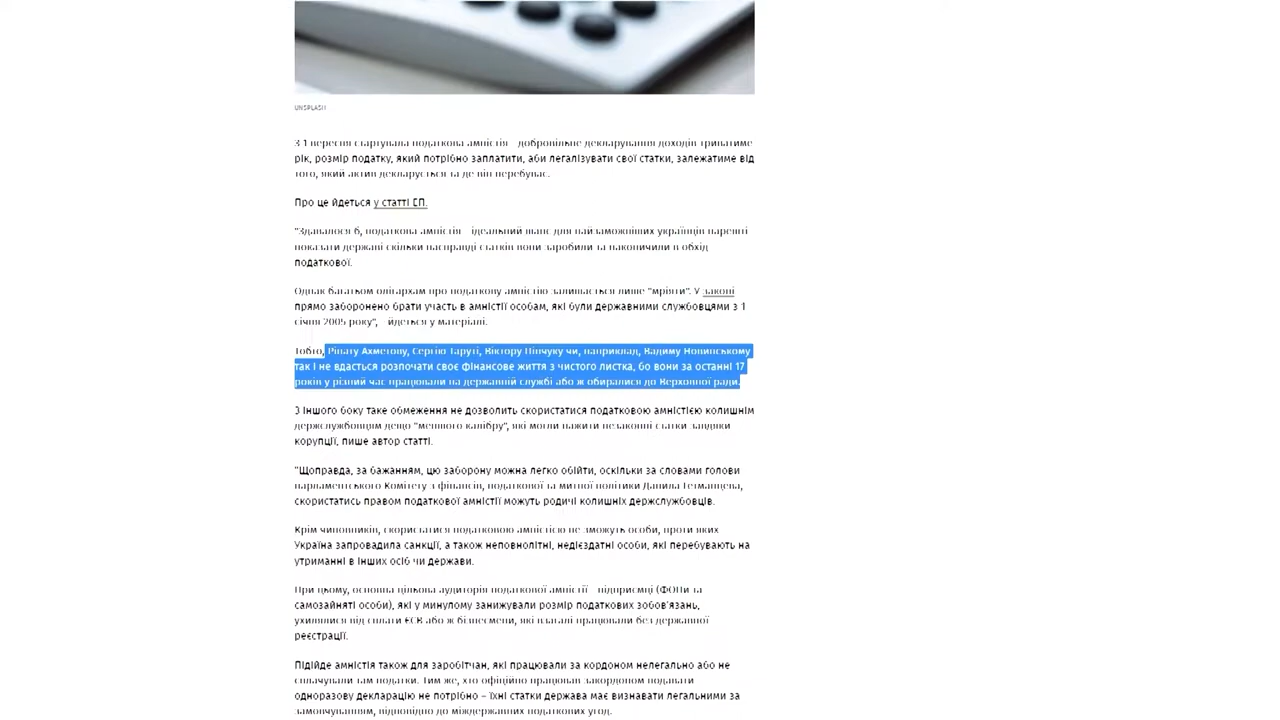 UNSPLASH
З 1 вересня стартувала податкова амністія - добровільне декларування доходів триватиме
рік, розмір податку, який потрібно заплатити, аби легалізувати свої статки, залежатиме від
того, який актив декларується та де він перебуває.
Про це йдеться у статті ЕП.
"Здавалося б, податкова амністія - ідеальний шанс для найзаможніших українців нарешті
показати державі скільки насправді статків вони заробили та накопичили в обхід
податкової.
Однак багатьом олігархам про податкову амністію залишається лише "мріяти". У законі
прямо заборонено брати участь в амністії особам, які були державними службовцями з 1
січня 2005 року", - йдеться у матеріалі.
Тобто, Рінату Ахметову, Сергію Таруті, Віктору Пінчуку чи, наприклад, Вадиму Новинському
так і не вдасться розпочати своє фінансове життя з чистого листка, бо вони за останні 17
років у різний час працювали на державній службі або ж обиралися до Верховної ради.
З іншого боку таке обмеження не дозволить скористатися податковою амністією колишнім
держслужбовцям дещо "меншого калібру", які могли нажити незаконні статки завдяки
корупції, пише автор статті.
"Щоправда, за бажанням, цю заборону можна легко обійти, оскільки за словами голови
парламентського Комітету з фінансів, податкової та митної політики Данила Гетманцева,
скористатись правом податкової амністії можуть родичі колишніх держслужбовців.
Крім чиновників, скористатися податковою амністією не зможуть особи, проти яких
Україна запровадила санкції, а також неповнолітні, недієздатні особи, які перебувають на
утриманні в інших осіб чи держави.
При цьому, основна цільова аудиторія податкової амністії - підприємці (ФОПи та
самозайняті особи), які у минулому занижували розмір податкових зобов'язань,
ухилялися від сплати ЄСВ або ж бізнесмени, які взагалі працювали без державної
реєстрації.
Підійде амністія також для заробітчан, які працювали за кордоном нелегально або не
сплачували там податки. Тим же, хто офіційно працював закордоном подавати
одноразову декларацію не потрібно – їхні статки держава має визнавати легальними за
замовчуванням, відповідно до міждержавних податкових угод.